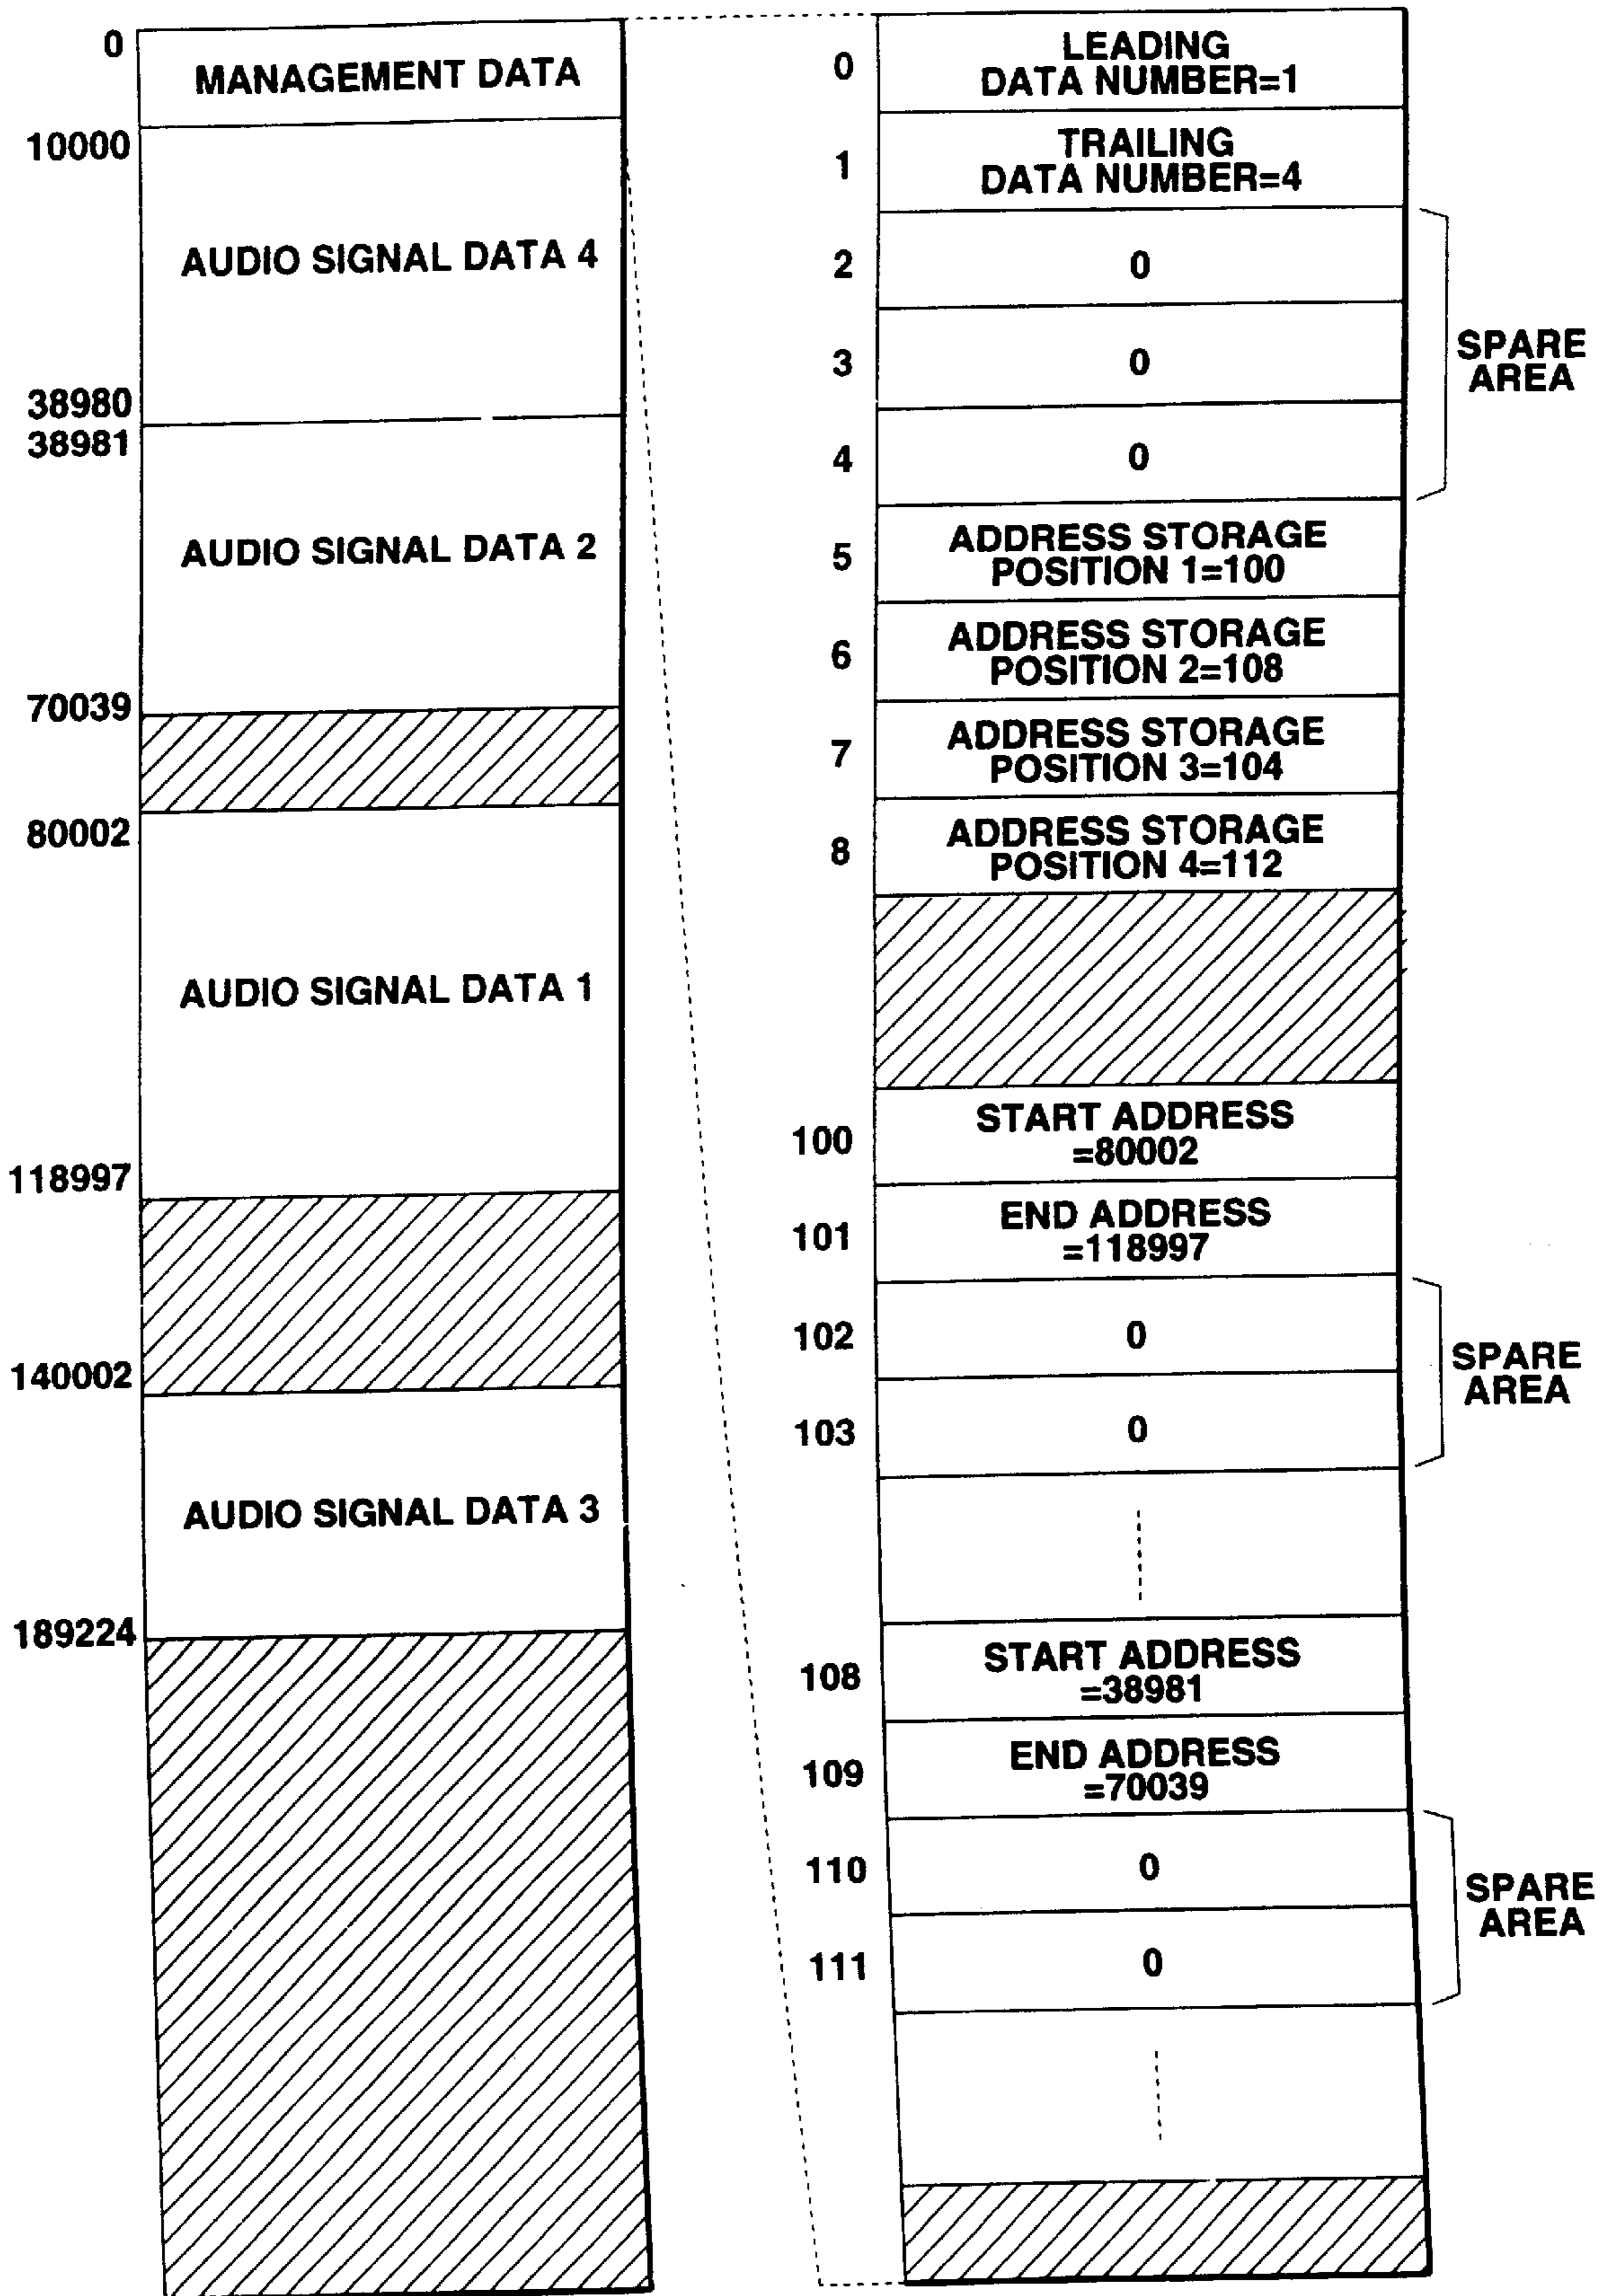 0
MANAGEMENT DATA
10000
AUDIO SIGNAL DATA 4
38980
38981
AUDIO SIGNAL DATA 2
70039
80002
AUDIO SIGNAL DATA 1
118997
140002
AUDIO SIGNAL DATA 3
189224
0
LEADING
DATA NUMBER=1
1
TRAILING
DATA NUMBER=4
2
0
3
0
4
0
SPARE
AREA
5
ADDRESS STORAGE
POSITION 1=100
6
ADDRESS STORAGE
POSITION 2=108
7
ADDRESS STORAGE
POSITION 3=104
8
ADDRESS STORAGE
POSITION 4=112
100
START ADDRESS
=80002
101
END ADDRESS
=118997
102
0
103
0
SPARE
AREA
108
START ADDRESS
=38981
109
END ADDRESS
=70039
110
0
111
0
SPARE
AREA